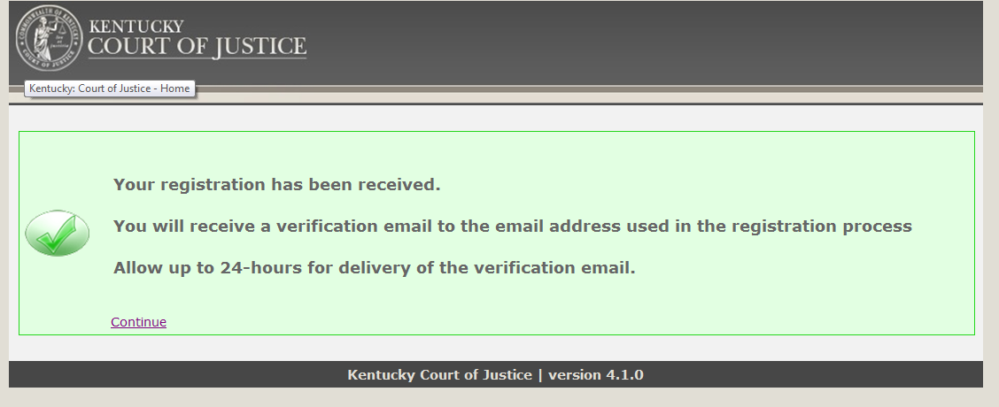 KENTUCKY
COURT OF JUSTICE
Kentucky: Court of Justice - Home
Your registration has been received.
You will receive a verification email to the email address used in the registration process
Allow up to 24-hours for delivery of the verification email.
Continue
Kentucky Court of Justice | version 4.1.0